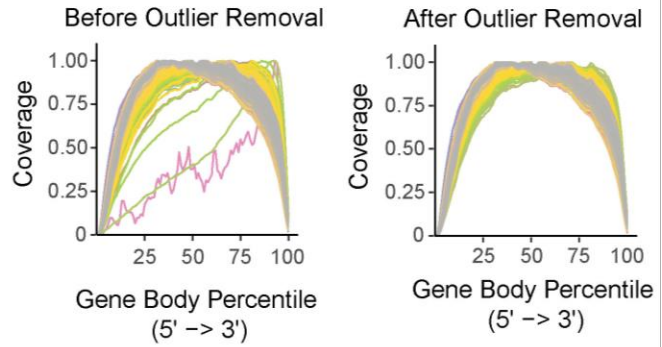 Before Outlier Removal
1.00
0.75
0.50
0.25
0
Coverage
25 50 75 100
Gene Body Percentile
(5' −> 3')
After Outlier Removal
1.00
0.75
0.50
0.25
0
Coverage
25 50 75 100
Gene Body Percentile
(5' −> 3')